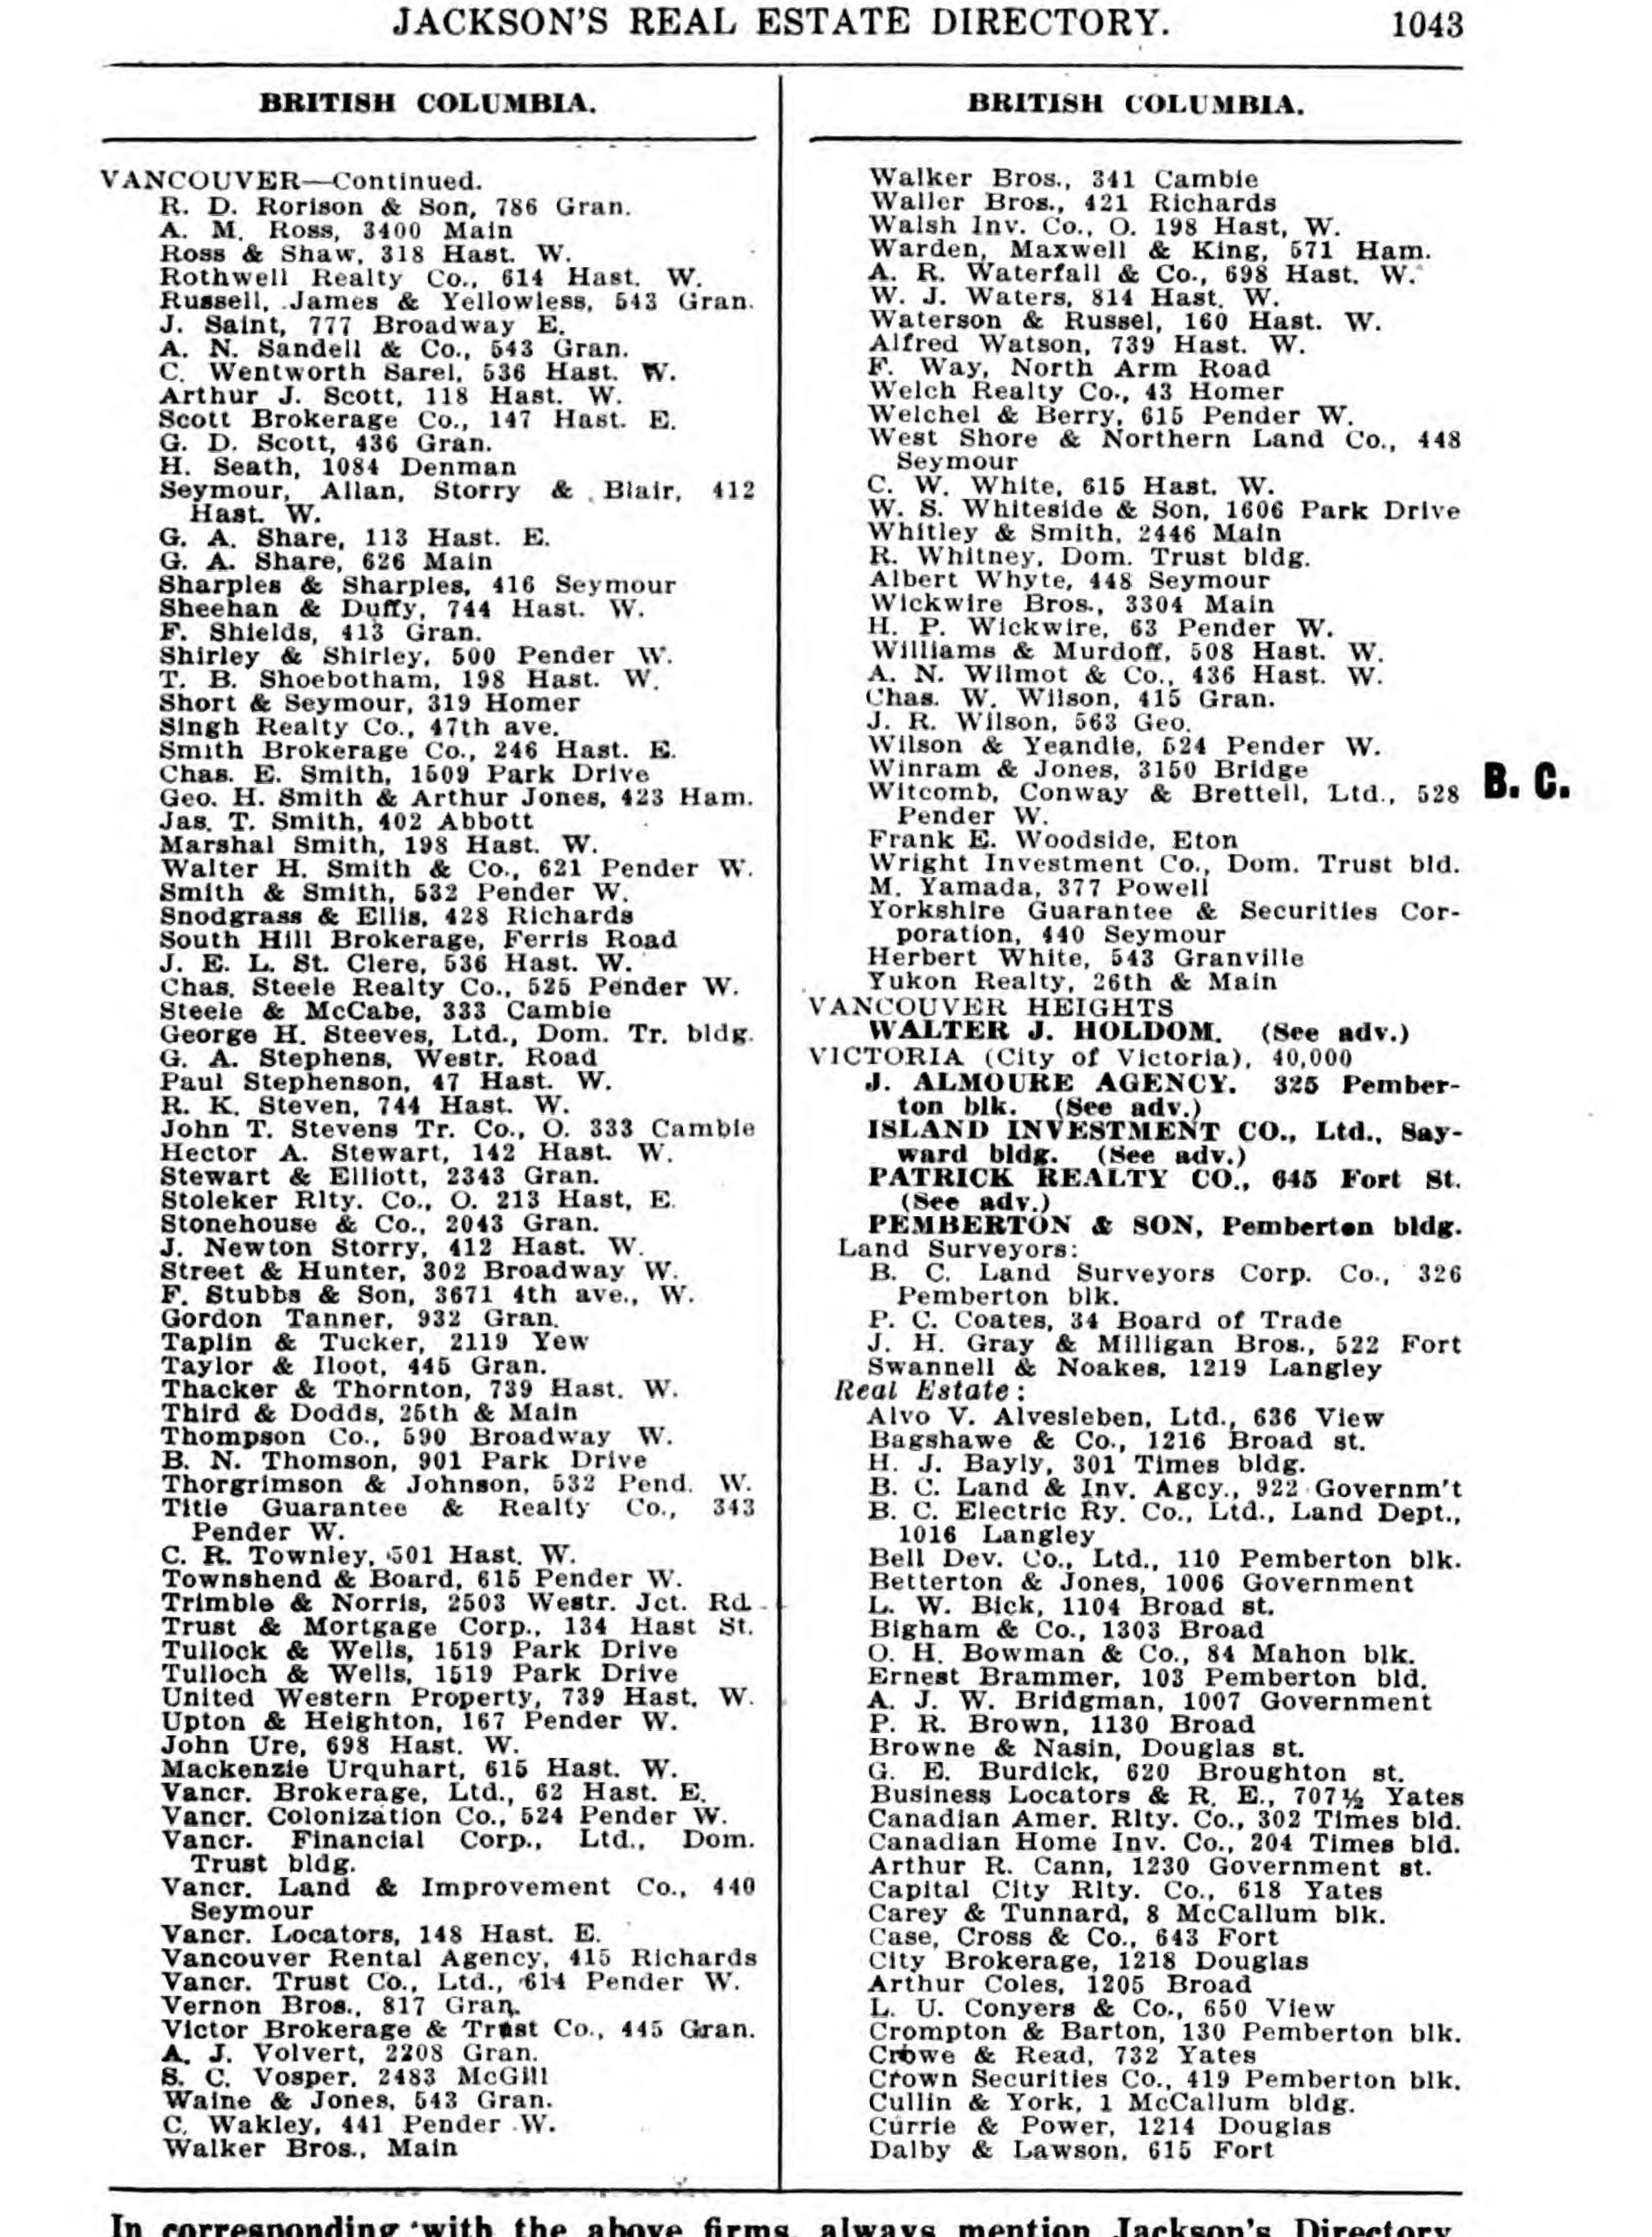 JACKSON'S REAL ESTATE DIRECTORY. 1043
BRITISH COLUMBIA.
VANCOUVER—Continued.
R. D. Rorison & Son, 786 Gran.
A. M. Ross, 3400 Main
Ross & Shaw, 318 Hast. W.
Rothwell Realty Co., 614 Hast. W.
Russell, James & Yellowless, 543 Gran.
J. Saint, 777 Broadway E.
A. N. Sandell & Co., 543 Gran.
C. Wentworth Sarel, 536 Hast. W.
Arthur J. Scott, 118 Hast. W.
Scott Brokerage Co., 147 Hast. E.
G. D. Scott, 436 Gran.
H. Seath, 1084 Denman
Seymour, Allan, Storry & Blair, 412
Hast. W.
G. A. Share, 113 Hast. E.
G. A. Share, 626 Main
Sharples & Sharples, 416 Seymour
Sheehan & Duffy, 744 Hast. W.
F. Shields, 413 Gran.
Shirley & Shirley, 500 Pender W.
T. B. Shoebotham, 198 Hast. W.
Short & Seymour, 319 Homer
Singh Realty Co., 47th ave.
Smith Brokerage Co., 246 Hast. E.
Chas. E. Smith, 1509 Park Drive
Geo. H. Smith & Arthur Jones, 423 Ham.
Jas. T. Smith, 402 Abbott
Marshal Smith, 198 Hast. W.
Walter H. Smith & Co., 621 Pender W.
Smith & Smith, 532 Pender W.
Snodgrass & Ellis, 428 Richards
South Hill Brokerage, Ferris Road
J. E. L. St. Clere, 536 Hast. W.
Chas. Steele Realty Co., 525 Pender W.
Steele & McCabe, 333 Cambie
George H. Steeves, Ltd., Dom. Tr. bldg.
G. A. Stephens, Westr. Road
Paul Stephenson, 47 Hast. W.
R. K. Steven, 744 Hast. W.
John T. Stevens Tr. Co., O. 333 Cambie
Hector A. Stewart, 142 Hast. W.
Stewart & Elliott, 2343 Gran.
Stoleker Rlty. Co., O. 213 Hast, E.
Stonehouse & Co., 2043 Gran.
J. Newton Storry, 412 Hast. W.
Street & Hunter, 302 Broadway W.
F. Stubbs & Son, 3671 4th ave., W.
Gordon Tanner, 932 Gran.
Taplin & Tucker, 2119 Yew
Taylor & Iloot, 445 Gran.
Thacker & Thornton, 739 Hast. W.
Third & Dodds, 25th & Main
Thompson Co., 590 Broadway W.
B. N. Thomson, 901 Park Drive
Thorgrimson & Johnson, 532 Pend. W.
Title Guarantee & Realty Co., 343
Pender W.
C. R. Townley, 501 Hast. W.
Townshend & Board, 615 Pender W.
Trimble & Norris, 2503 Westr. Jct. Rd.
Trust & Mortgage Corp., 134 Hast St.
Tullock & Wells, 1519 Park Drive
Tulloch & Wells, 1519 Park Drive
United Western Property, 739 Hast, W.
Upton & Heighton, 167 Pender W.
John Ure, 698 Hast. W.
Mackenzie Urquhart, 615 Hast. W.
Vancr. Brokerage, Ltd., 62 Hast. E.
Vancr. Colonization Co., 524 Pender W.
Vancr. Financial Corp., Ltd., Dom.
Trust bldg.
Vancr. Land & Improvement Co., 440
Seymour
Vancr. Locators, 148 Hast. E.
Vancouver Rental Agency, 415 Richards
Vancr. Trust Co., Ltd., 614 Pender W.
Vernon Bros., 817 Gran.
Victor Brokerage & Trust Co., 445 Gran.
A. J. Volvert, 2208 Gran.
S. C. Vosper, 2483 McGill
Waine & Jones, 543 Gran.
C. Wakley, 441 Pender W.
Walker Bros., Main
BRITISH COLUMBIA.
Walker Bros., 341 Cambie
Waller Bros., 421 Richards
Walsh Inv. Co., O. 198 Hast, W.
Warden, Maxwell & King, 571 Ham.
A. R. Waterfall & Co., 698 Hast. W.
W. J. Waters, 814 Hast. W.
Waterson & Russel, 160 Hast. W.
Alfred Watson, 739 Hast. W.
F. Way, North Arm Road
Welch Realty Co., 43 Homer
Welchel & Berry, 615 Pender W.
West Shore & Northern Land Co., 448
Seymour
C. W. White, 615 Hast. W.
W. S. Whiteside & Son, 1606 Park Drive
Whitley & Smith, 2446 Main
R. Whitney, Dom. Trust bldg.
Albert Whyte, 448 Seymour
Wickwire Bros., 3304 Main
H. P. Wickwire, 63 Pender W.
Williams & Murdoff, 508 Hast. W.
A. N. Wilmot & Co., 436 Hast. W.
Chas. W. Wilson, 415 Gran.
J. R. Wilson, 563 Geo.
Wilson & Yeandle, 524 Pender W.
Winram & Jones, 3150 Bridge
Witcomb, Conway & Brettell, Ltd., 528
Pender W.
Frank E. Woodside, Eton
Wright Investment Co., Dom. Trust bld.
M. Yamada, 377 Powell
Yorkshire Guarantee & Securities Cor-
poration, 440 Seymour
Herbert White, 543 Granville
Yukon Realty, 26th & Main
VANCOUVER HEIGHTS
WALTER J. HOLDOM. (See adv.)
VICTORIA (City of Victoria), 40,000
J. ALMOURE AGENCY. 325 Pember-
ton blk. (See adv.)
ISLAND INVESTMENT CO., Ltd., Say-
ward bldg. (See adv.)
PATRICK REALTY CO., 645 Fort St.
(See adv.)
PEMBERTON & SON, Pemberton bldg.
Land Surveyors:
B. C. Land Surveyors Corp. Co., 326
Pemberton blk.
P. C. Coates, 34 Board of Trade
J. H. Gray & Milligan Bros., 522 Fort
Swannell & Noakes, 1219 Langley
Real Estate:
Alvo V. Alvesleben, Ltd., 636 View
Bagshawe & Co., 1216 Broad st.
H. J. Bayly, 301 Times bldg.
B. C. Land & Inv. Agcy., 922 Governm't
B. C. Electric Ry. Co., Ltd., Land Dept.,
1016 Langley
Bell Dev. Co., Ltd., 110 Pemberton blk.
Betterton & Jones, 1006 Government
L. W. Bick, 1104 Broad st.
Bigham & Co., 1303 Broad
O. H. Bowman & Co., 84 Mahon blk.
Ernest Brammer, 103 Pemberton bld.
A. J. W. Bridgman, 1007 Government
P. R. Brown, 1130 Broad
Browne & Nasin, Douglas st.
G. E. Burdick, 620 Broughton st.
Business Locators & R. E., 707½ Yates
Canadian Amer. Rlty. Co., 302 Times bld.
Canadian Home Inv. Co., 204 Times bld.
Arthur R. Cann, 1230 Government st.
Capital City Rlty. Co., 618 Yates
Carey & Tunnard, 8 McCallum blk.
Case, Cross & Co., 643 Fort
City Brokerage, 1218 Douglas
Arthur Coles, 1205 Broad
L. U. Conyers & Co., 650 View
Crompton & Barton, 130 Pemberton blk.
Crowe & Read, 732 Yates
Crown Securities Co., 419 Pemberton blk.
Cullin & York, 1 McCallum bldg.
Currie & Power, 1214 Douglas
Dalby & Lawson, 615 Fort
B. C.
In corresponding with the above firms, always mention Jackson's Directory